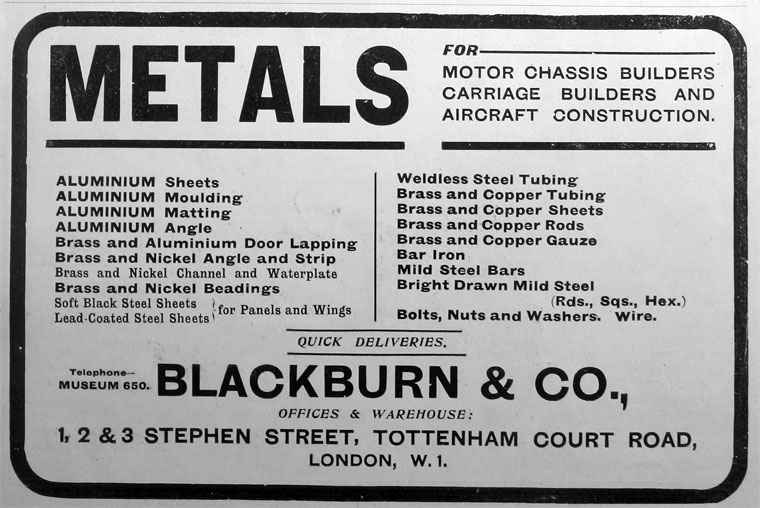 METALS
FOR
MOTOR CHASSIS BUILDERS
CARRIAGE BUILDERS AND
AIRCRAFT CONSTRUCTION.
ALUMINIUM Sheets
ALUMINIUM Moulding
ALUMINIUM Matting
ALUMINIUM Angle
Brass and Aluminium Door Lapping
Brass and Nickel Angle and Strip
Brass and Nickel Channel and Waterplate
Brass and Nickel Beadings
Soft Black Steel Sheets
Lead-Coated Steel Sheets
for Panels and Wings
Weldless Steel Tubing
Brass and Copper Tubing
Brass and Copper Sheets
Brass and Copper Rods
Brass and Copper Gauze
Bar Iron
Mild Steel Bars
Bright Drawn Mild Steel
(Rds., Sqs., Hex.)
Bolts, Nuts and Washers. Wire.
QUICK DELIVERIES.
Telephone—
MUSEUM 650.
BLACKBURN & CO.,
OFFICES & WAREHOUSE:
1, 2 & 3 STEPHEN STREET, TOTTENHAM COURT ROAD,
LONDON, W.1.